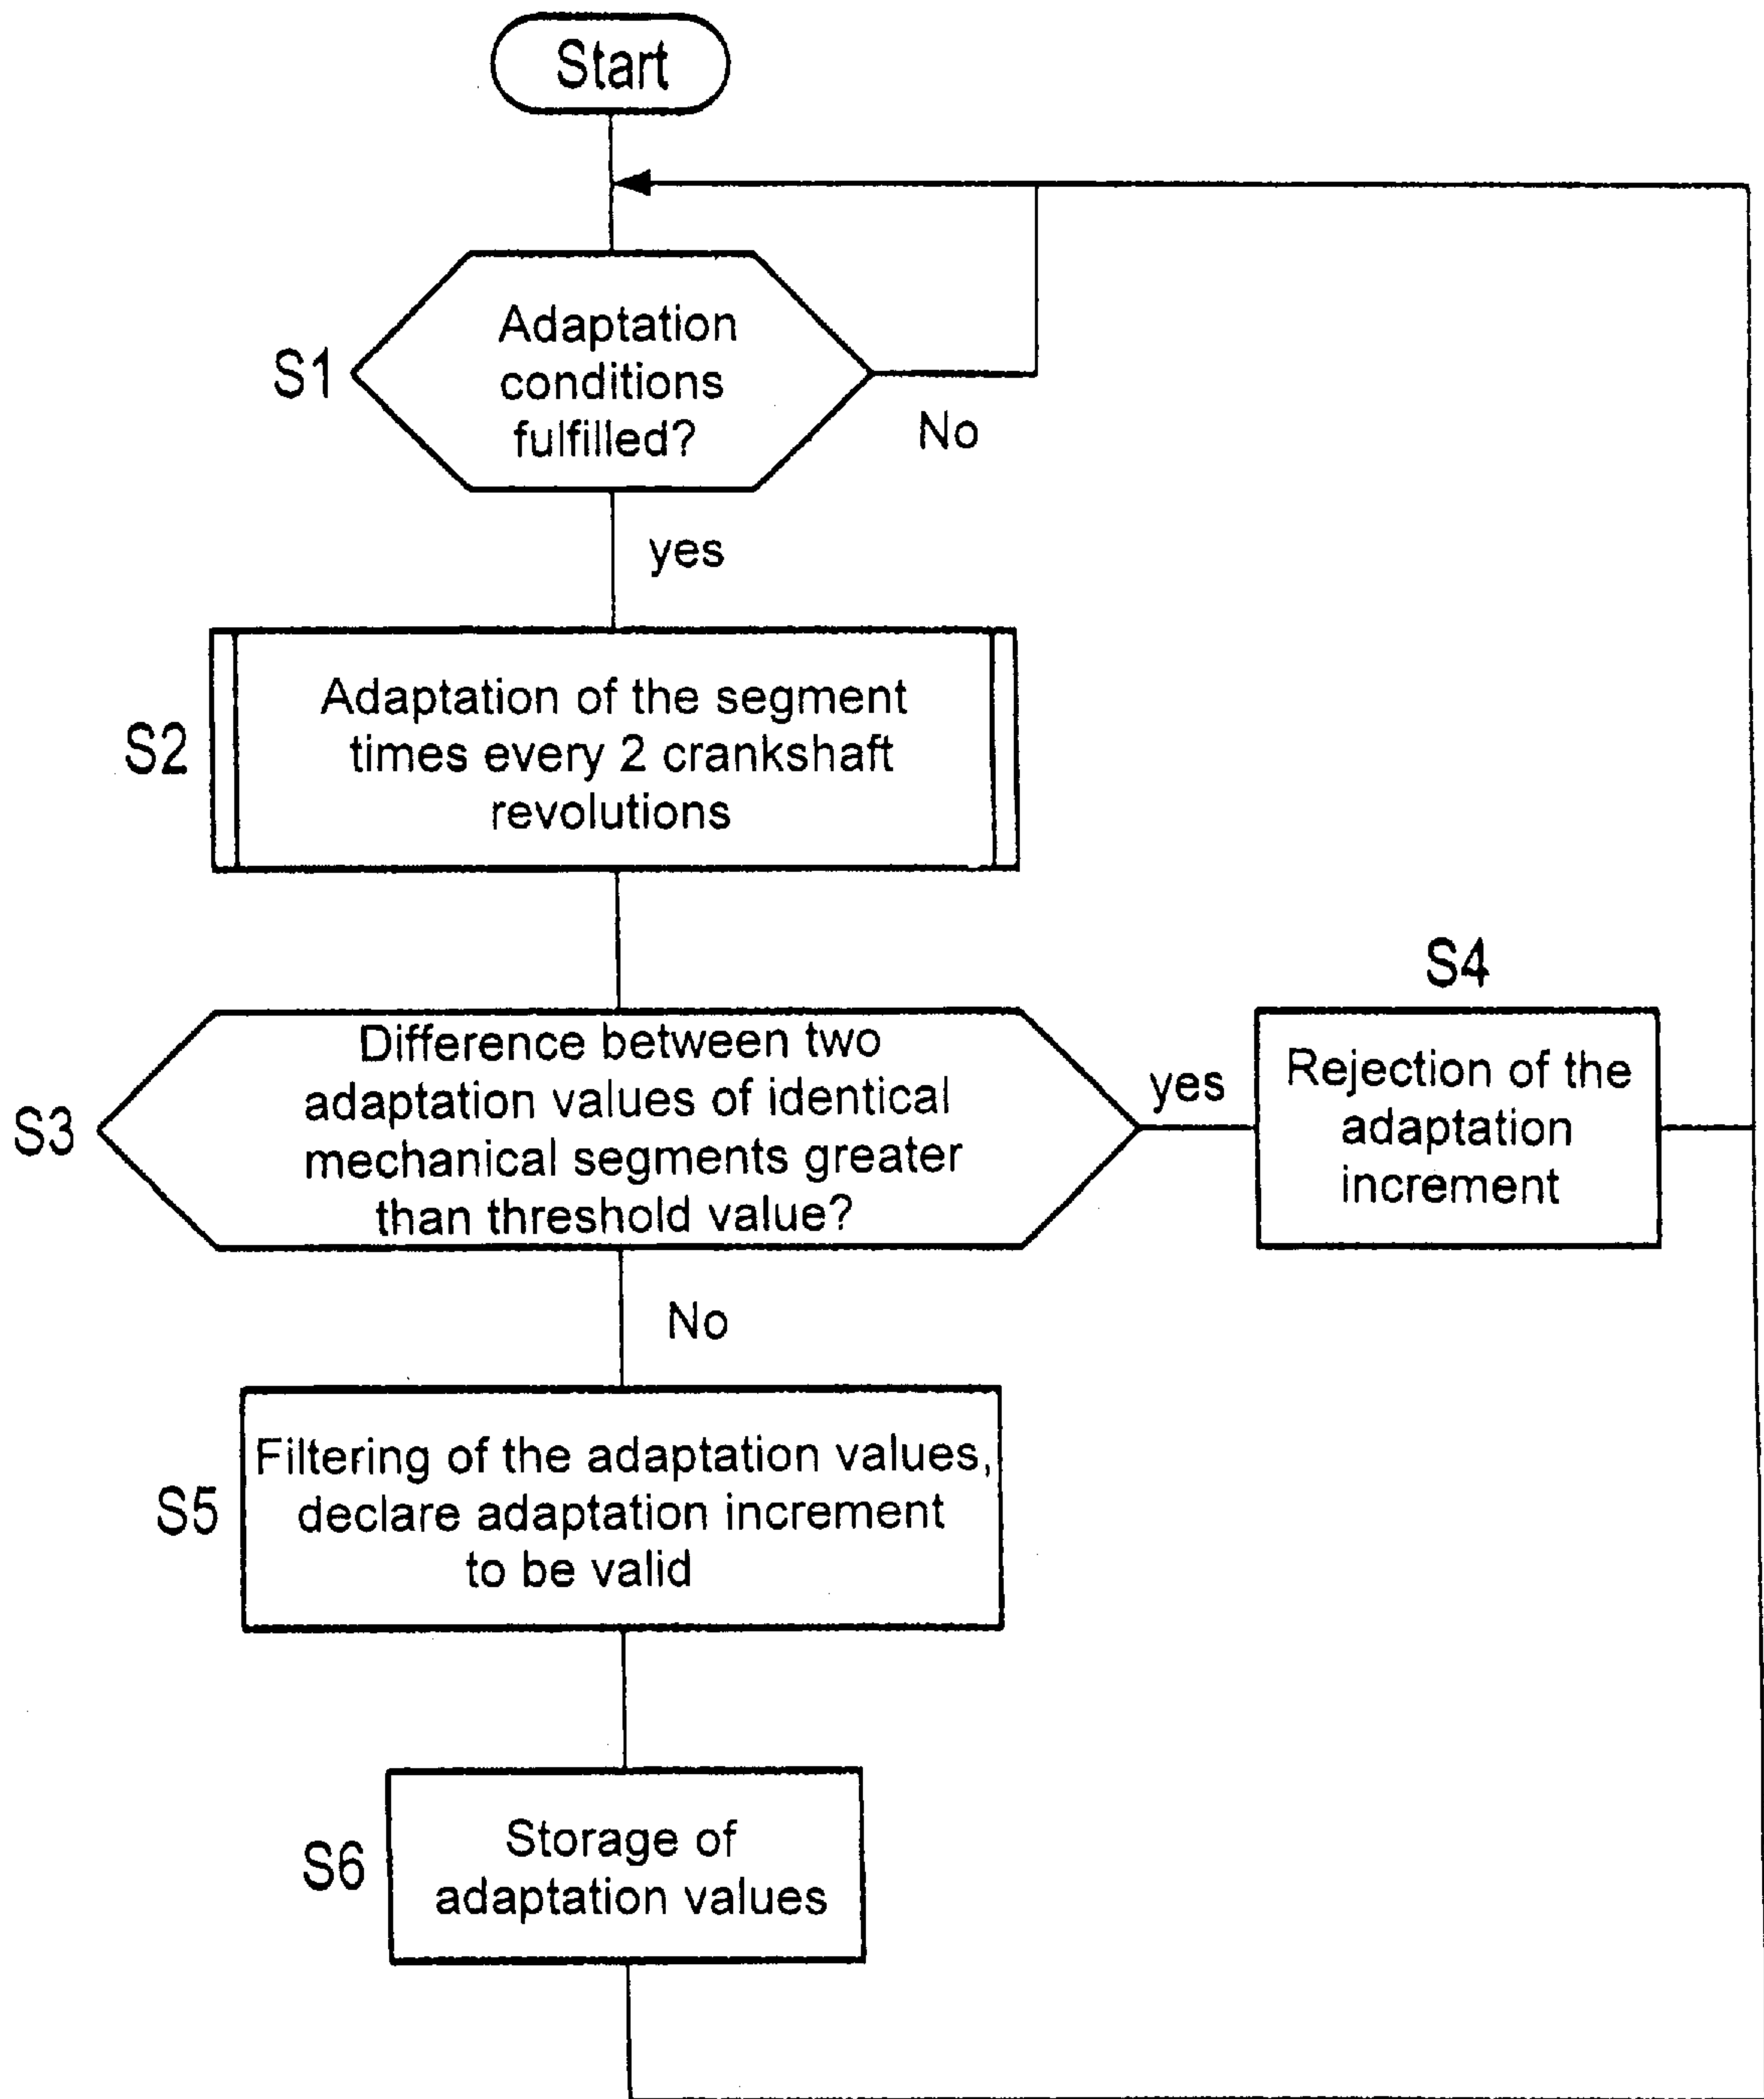 Start
S1
Adaptation
conditions
fulfilled?
No
yes
S2
Adaptation of the segment
times every 2 crankshaft
revolutions
S3
Difference between two
adaptation values of identical
mechanical segments greater
than threshold value?
yes
S4
Rejection of the
adaptation
increment
No
S5
Filtering of the adaptation values,
declare adaptation increment
to be valid
S6
Storage of
adaptation values